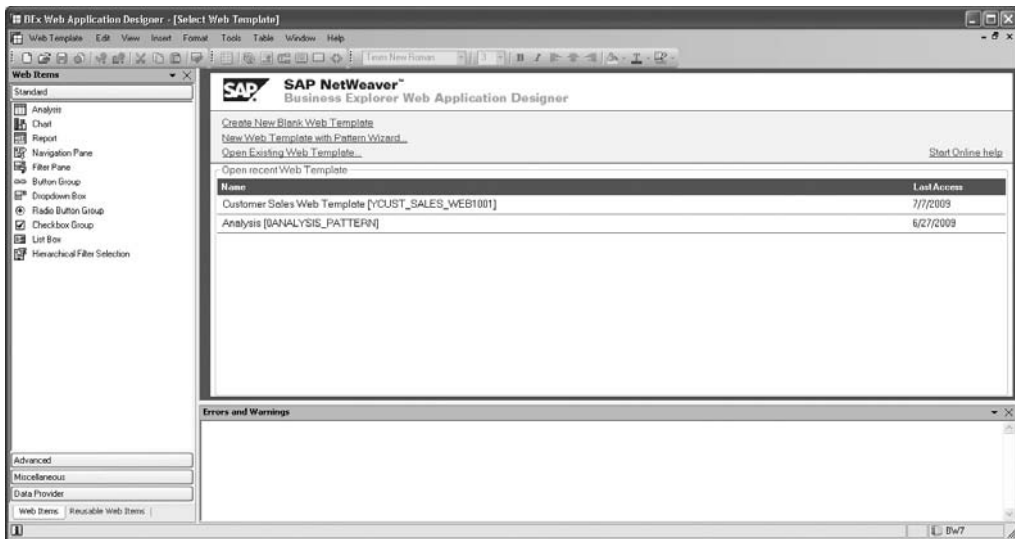 BEx Web Application Designer - [Select Web Template]
Web Template Edit View Insert Format Tools Table Window Help
Times New Roman 3 B I
Web Items
Standard
Analysis
Chart
Report
Navigation Pane
Filter Pane
Button Group
Dropdown Box
Radio Button Group
Checkbox Group
List Box
Hierarchical Filter Selection
Advanced
Miscellaneous
Data Provider
Web Items Reusable Web Items
SAP SAP NetWeaver™
Business Explorer Web Application Designer
Create New Blank Web Template
New Web Template with Pattern Wizard...
Open Existing Web Template...
Start Online help
Open recent Web Template
Name Last Access
Customer Sales Web Template [YCUST_SALES_WEB1001] 7/7/2009
Analysis [0ANALYSIS_PATTERN] 6/27/2009
Errors and Warnings
BW7